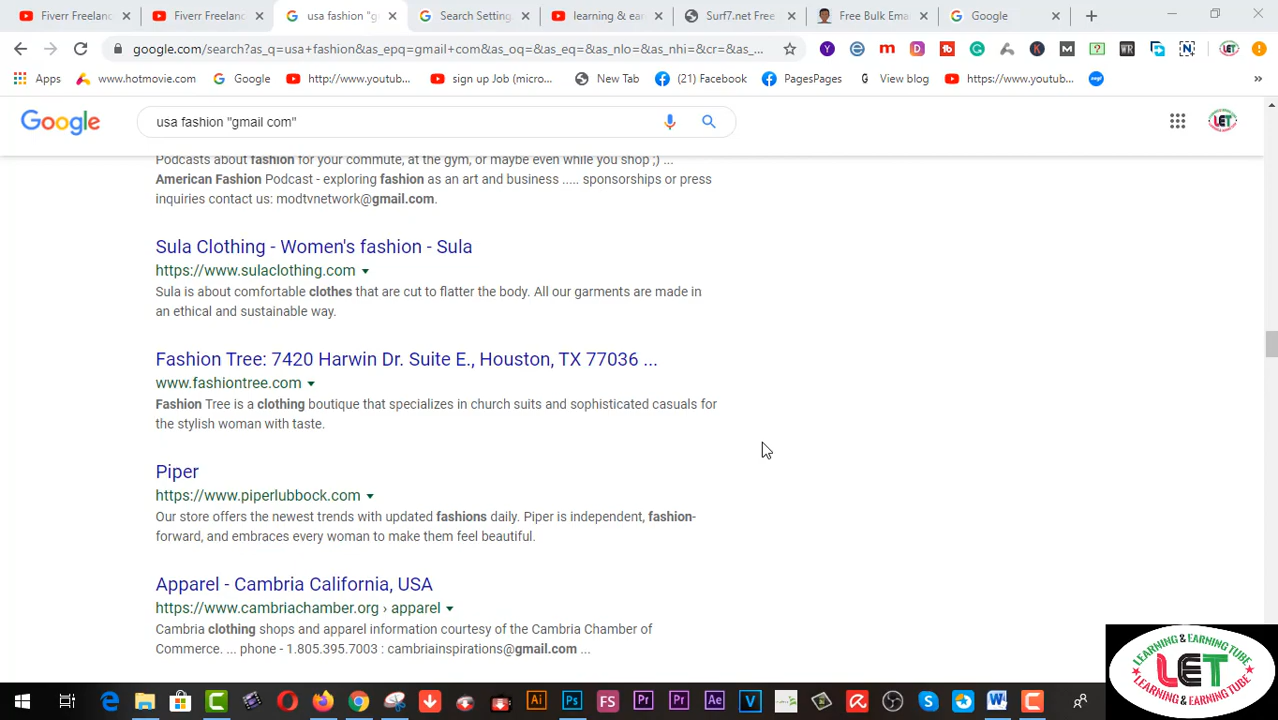 Fiverr Freelanc
Fiverr Freelanc
usa fashion "g
Search Setting
learning & ear
Surf7.net Free
Free Bulk Ema
Google
google.com/search?as_q=usa+fashion&as_epq=gmail+com&as_oq=&as_eq=&as_nlo=&as_nhi=&cr=&as_...
Apps
www.hotmovie.com
Google
http://www.youtub...
sign up Job (micro...
New Tab
(21) Facebook
PagesPages
View blog
https://www.youtub...
»
Google
usa fashion "gmail com"
LET
Podcasts about fashion for your commute, at the gym, or maybe even while you shop ;) ...
American Fashion Podcast - exploring fashion as an art and business ..... sponsorships or press
inquiries contact us: modtvnetwork@gmail.com.
Sula Clothing - Women's fashion - Sula
https://www.sulaclothing.com
Sula is about comfortable clothes that are cut to flatter the body. All our garments are made in
an ethical and sustainable way.
Fashion Tree: 7420 Harwin Dr. Suite E., Houston, TX 77036 ...
www.fashiontree.com
Fashion Tree is a clothing boutique that specializes in church suits and sophisticated casuals for
the stylish woman with taste.
Piper
https://www.piperlubbock.com
Our store offers the newest trends with updated fashions daily. Piper is independent, fashion-
forward, and embraces every woman to make them feel beautiful.
Apparel - Cambria California, USA
https://www.cambriachamber.org › apparel
Cambria clothing shops and apparel information courtesy of the Cambria Chamber of
Commerce. ... phone - 1.805.395.7003 : cambriainspirations@gmail.com ...
LEARNING & EARNING TUBE
LET
LEARNING & EARNING TUBE